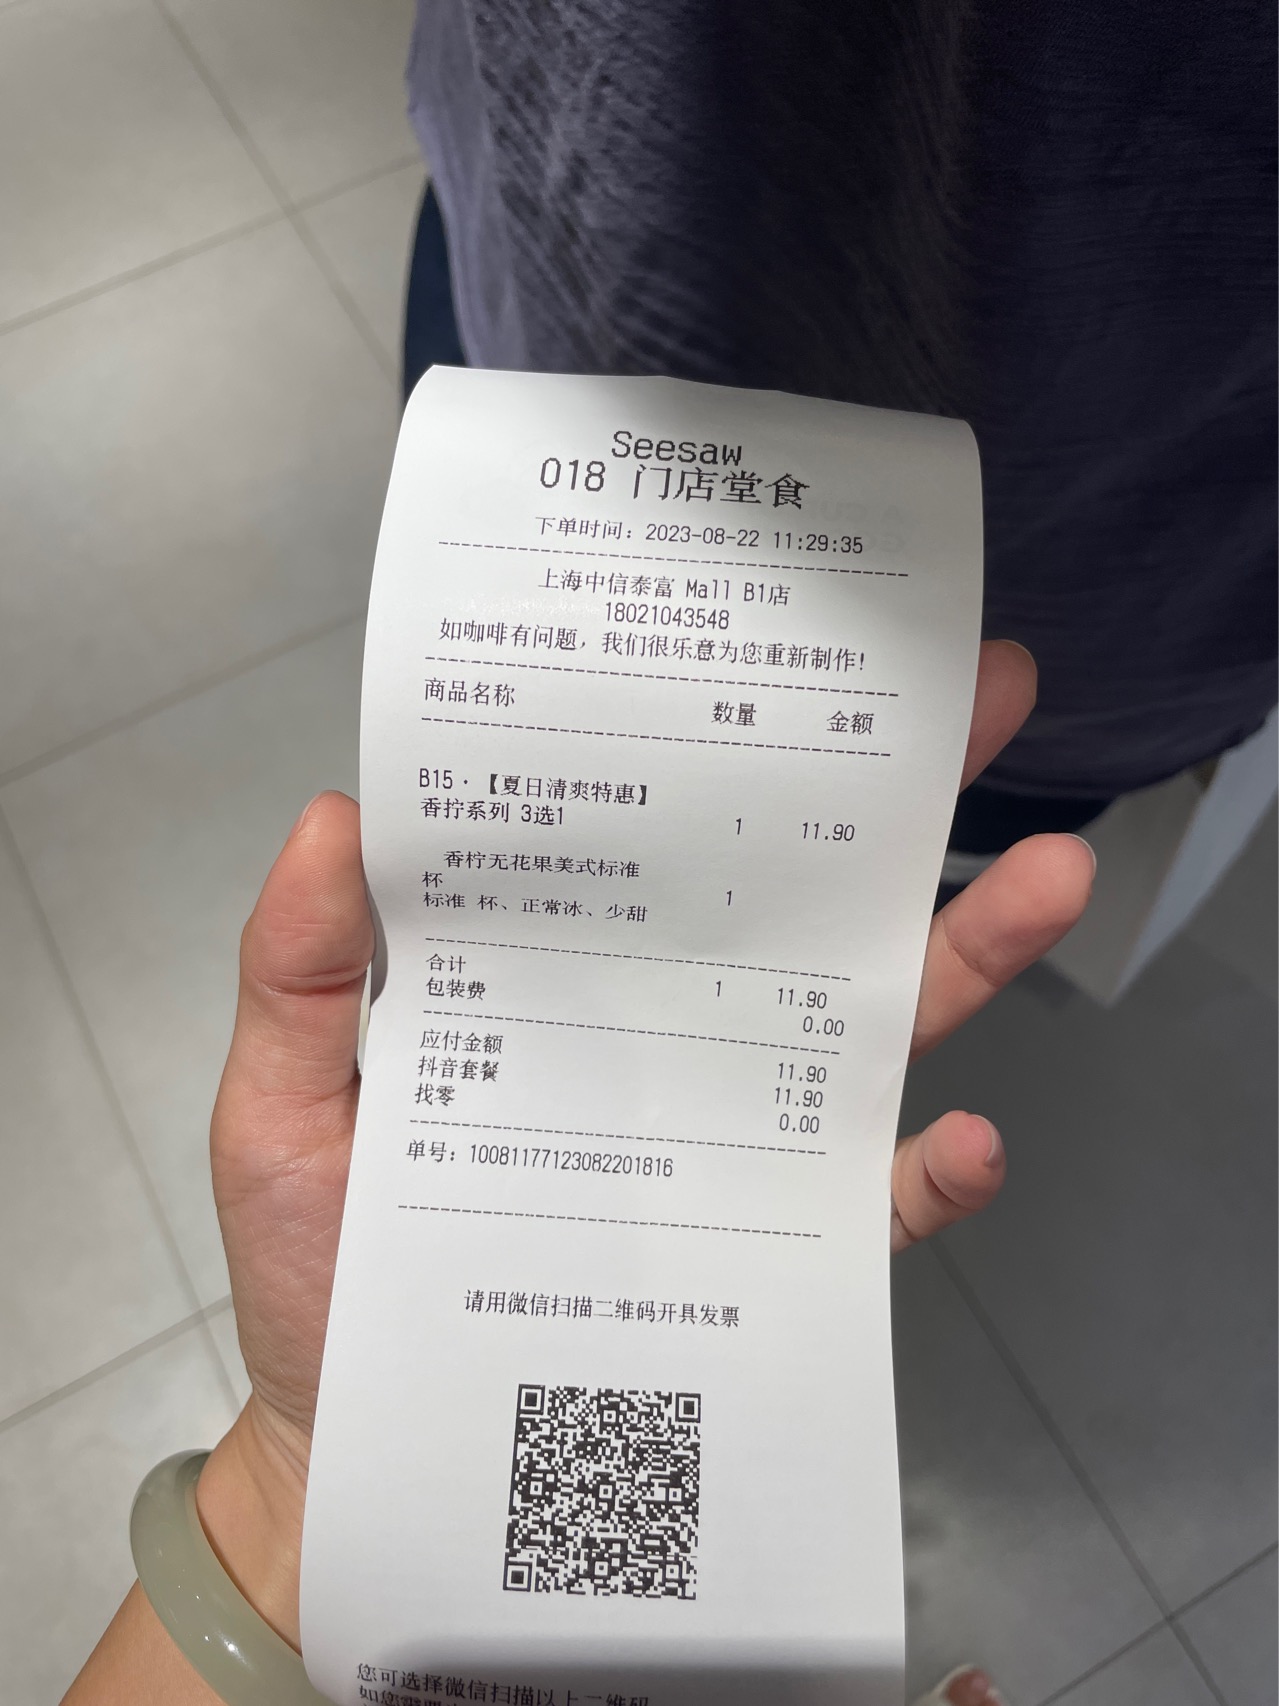 Seesaw
018 门店堂食
下单时间：2023-08-22 11:29:35
上海中信泰富 Mall B1店
18021043548
如咖啡有问题，我们很乐意为您重新制作！
商品名称 数量 金额
B15·【夏日清爽特惠】
香拧系列 3选1 1 11.90
香柠无花果美式标准
杯 1
标准 杯、正常冰、少甜
合计 1 11.90
包装费 0.00
应付金额 11.90
抖音套餐 11.90
找零 0.00
单号：10081177123082201816
请用微信扫描二维码开具发票
您可选择微信扫描以上二维码
如您需要